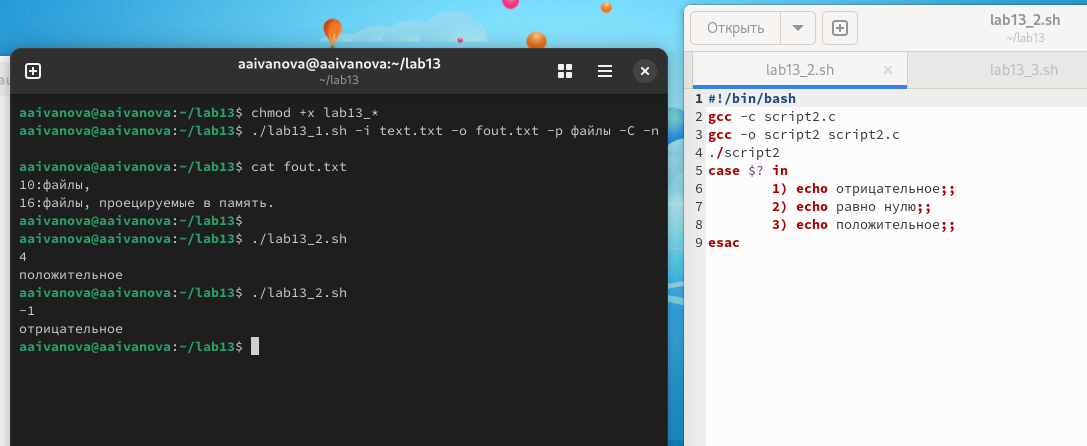 aaivanova@aaivanova:~/lab13
~/lab13
aaivanova@aaivanova:~/lab13$ chmod +x lab13_*
aaivanova@aaivanova:~/lab13$ ./lab13_1.sh -i text.txt -o fout.txt -p файлы -C -n
aaivanova@aaivanova:~/lab13$ cat fout.txt
10:файлы,
16:файлы, проецируемые в память.
aaivanova@aaivanova:~/lab13$
aaivanova@aaivanova:~/lab13$ ./lab13_2.sh
4
положительное
aaivanova@aaivanova:~/lab13$ ./lab13_2.sh
-1
отрицательное
aaivanova@aaivanova:~/lab13$
Открыть
lab13_2.sh
~/lab13
lab13_2.sh
lab13_3.sh
1 #!/bin/bash
2 gcc -c script2.c
3 gcc -o script2 script2.c
4 ./script2
5 case $? in
6 1) echo отрицательное;;
7 2) echo равно нулю;;
8 3) echo положительное;;
9 esac